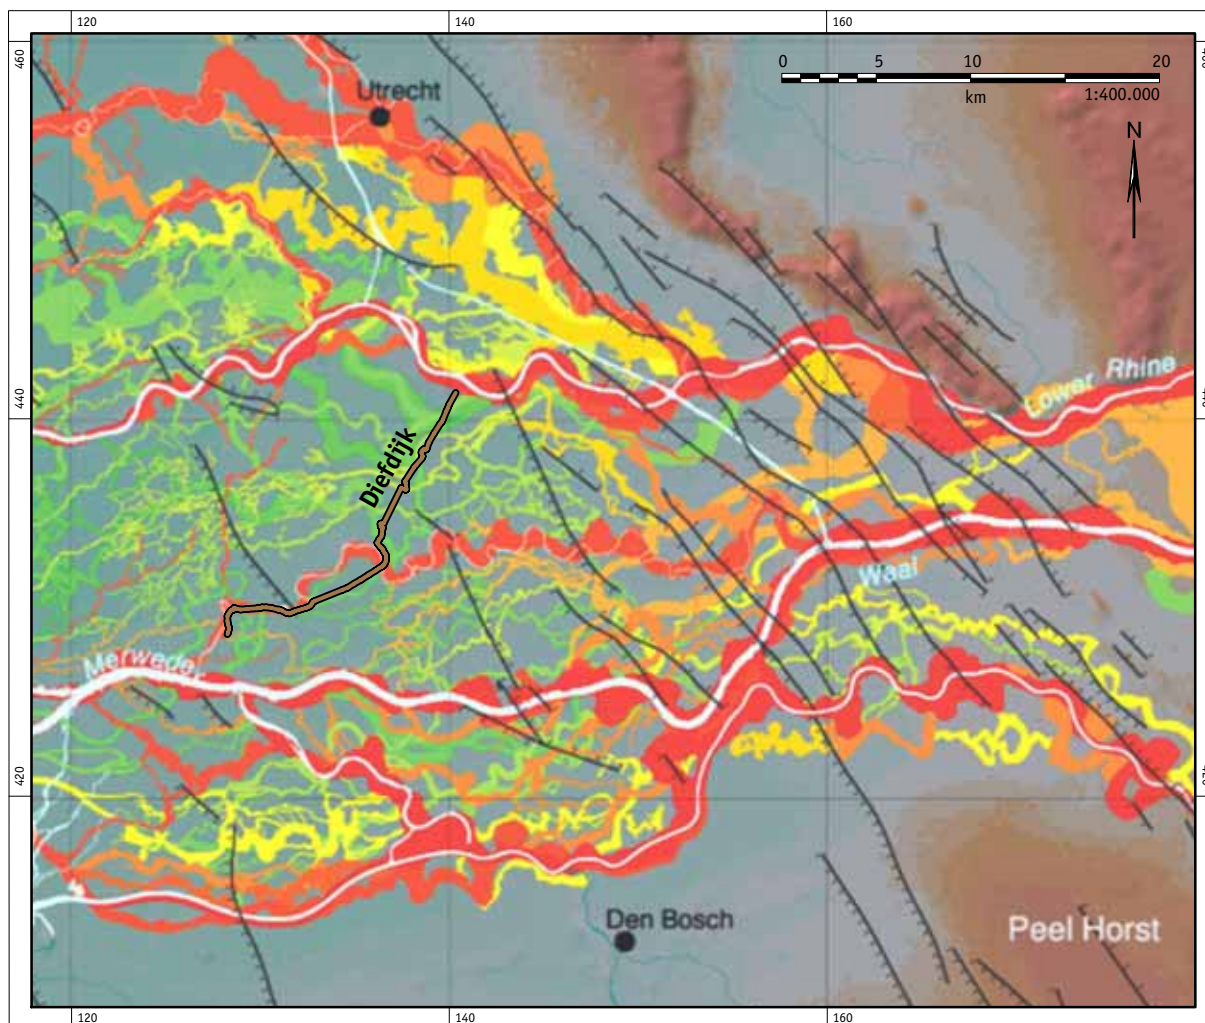 120 140 160
460
0 5 10 20
km 1:400.000
N
Utrecht
Lower Rhine
440
Diefdijk
Waal
Merwede
420
Den Bosch
Peel Horst
120 140 160